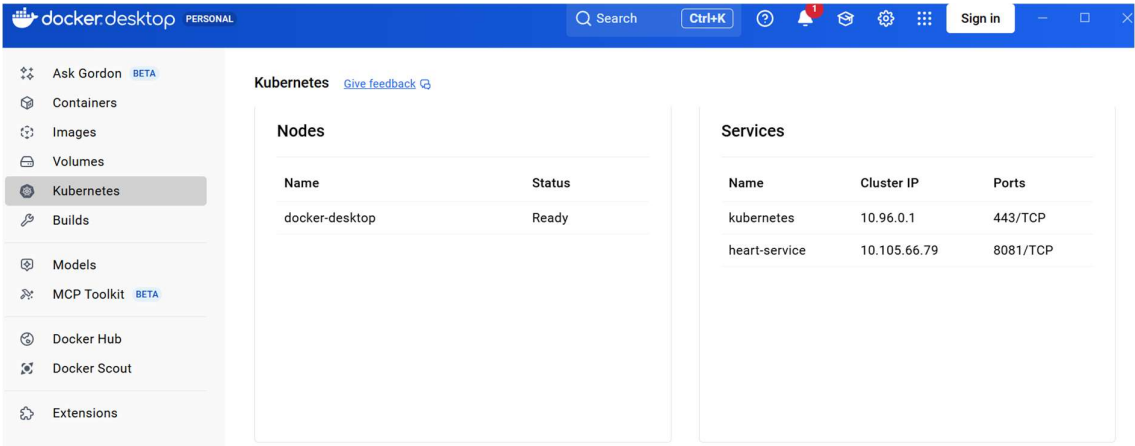 docker.desktop PERSONAL Search Ctrl+K 1 Sign in
Ask Gordon BETA
Containers
Images
Volumes
Kubernetes
Builds
Models
MCP Toolkit BETA
Docker Hub
Docker Scout
Extensions
Kubernetes Give feedback
Nodes
Name Status
docker-desktop Ready
Services
Name Cluster IP Ports
kubernetes 10.96.0.1 443/TCP
heart-service 10.105.66.79 8081/TCP